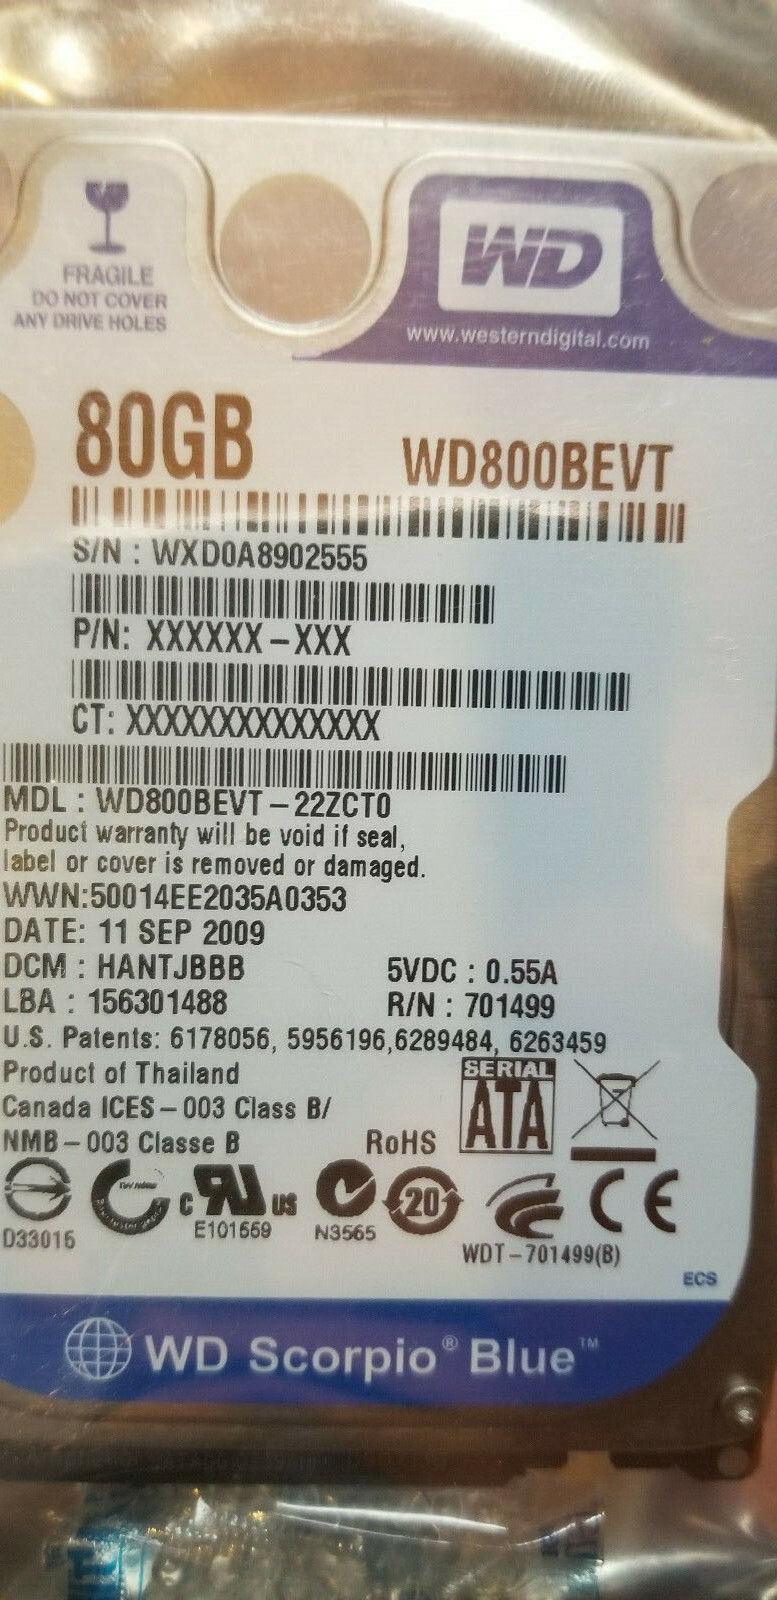 FRAGILE
DO NOT COVER
ANY DRIVE HOLES
WD
www.westerndigital.com
80GB WD800BEVT
S/N : WXD0A8902555
P/N: XXXXXX-XXX
CT: XXXXXXXXXXXXXX
MDL : WD800BEVT-22ZCT0
Product warranty will be void if seal,
label or cover is removed or damaged.
WWN:50014EE2035A0353
DATE: 11 SEP 2009
DCM : HANTJBBB 5VDC : 0.55A
LBA : 156301488 R/N : 701499
U.S. Patents: 6178056, 5956196,6289484, 6263459
Product of Thailand
SERIAL
ATA
Canada ICES-003 Class B/
NMB-003 Classe B RoHS
c RU US
20
CE
D33015 E101559 N3565
WDT-701499(B)
ECS
WD Scorpio® Blue™